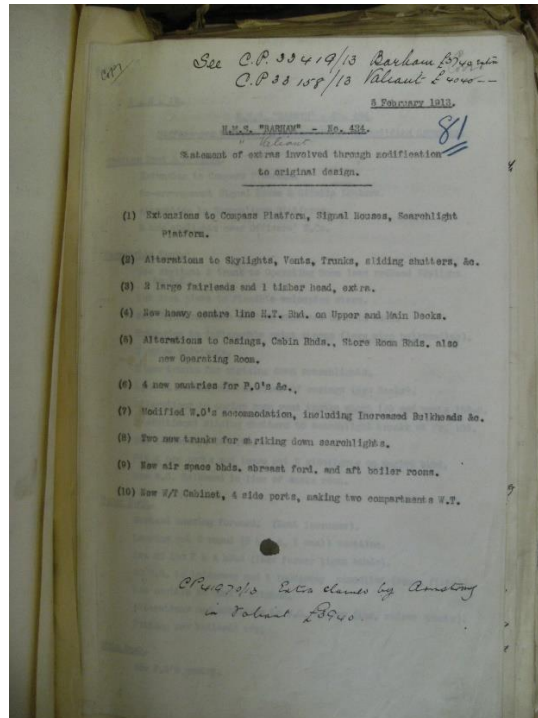 Copy
See C.P. 33419/13 Barham £3749
C.P 33158/13 Valiant £4040--
8 February 1913.
H.M.S. "BARHAM" - No. 424.
" Valiant
81
Statement of extras involved through modification
to original design.
(1) Extensions to Compass Platform, Signal Houses, Searchlight
Platform.
(2) Alterations to Skylights, Vents, Trunks, sliding shutters, &c.
(3) 2 large fairleads and 1 timber head, extra.
(4) New heavy centre line N.T. Bhd. on Upper and Main Decks.
(5) Alterations to Casings, Cabin Bhds., Store Room Bhds. also
new Operating Room.
(6) 4 new pantries for P.O's &c.,
(7) Modified W.O's accommodation, including Increased Bulkheads &c.
(8) Two new trunks for striking down searchlights.
(9) New air space bhds. abreast ford. and aft boiler rooms.
(10) New W/T Cabinet, 4 side ports, making two compartments W.T.
CP41970/13 Extra claims by Armstrong
in Valiant £3940